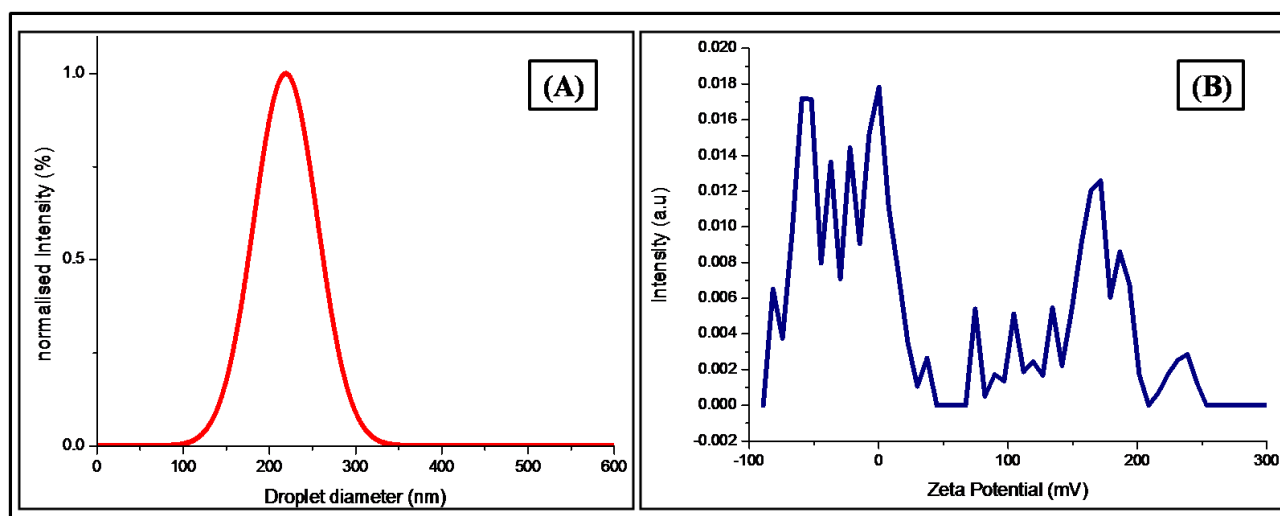 (A)
1.0
0.5
0.0
normalised Intensity (%)
0 100 200 300 400 500 600
Droplet diameter (nm)
(B)
0.020
0.018
0.016
0.014
0.012
0.010
0.008
0.006
0.004
0.002
0.000
-0.002
Intensity (a.u)
-100 0 100 200 300
Zeta Potential (mV)